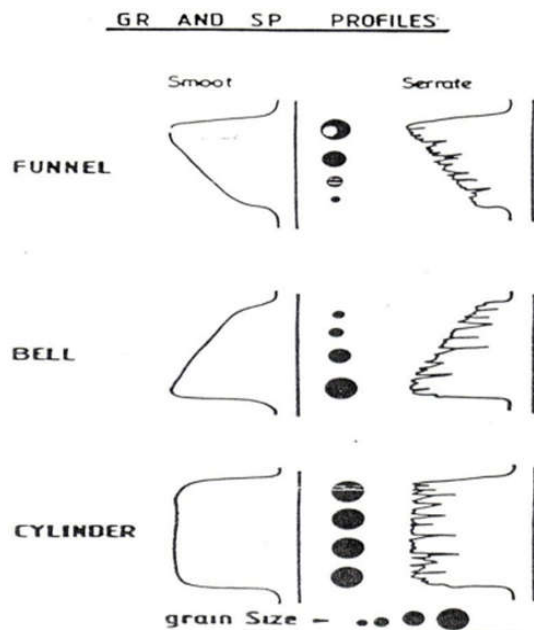 GR AND SP PROFILES
Smoot Serrate
FUNNEL
BELL
CYLINDER
grain Size -